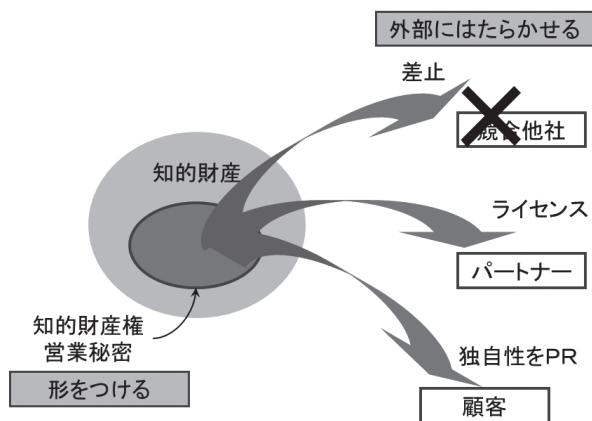 外部にはたらかせる
差止
競合他社
知的財産
ライセンス
パートナー
知的財産権
営業秘密
形をつける
独自性をPR
顧客